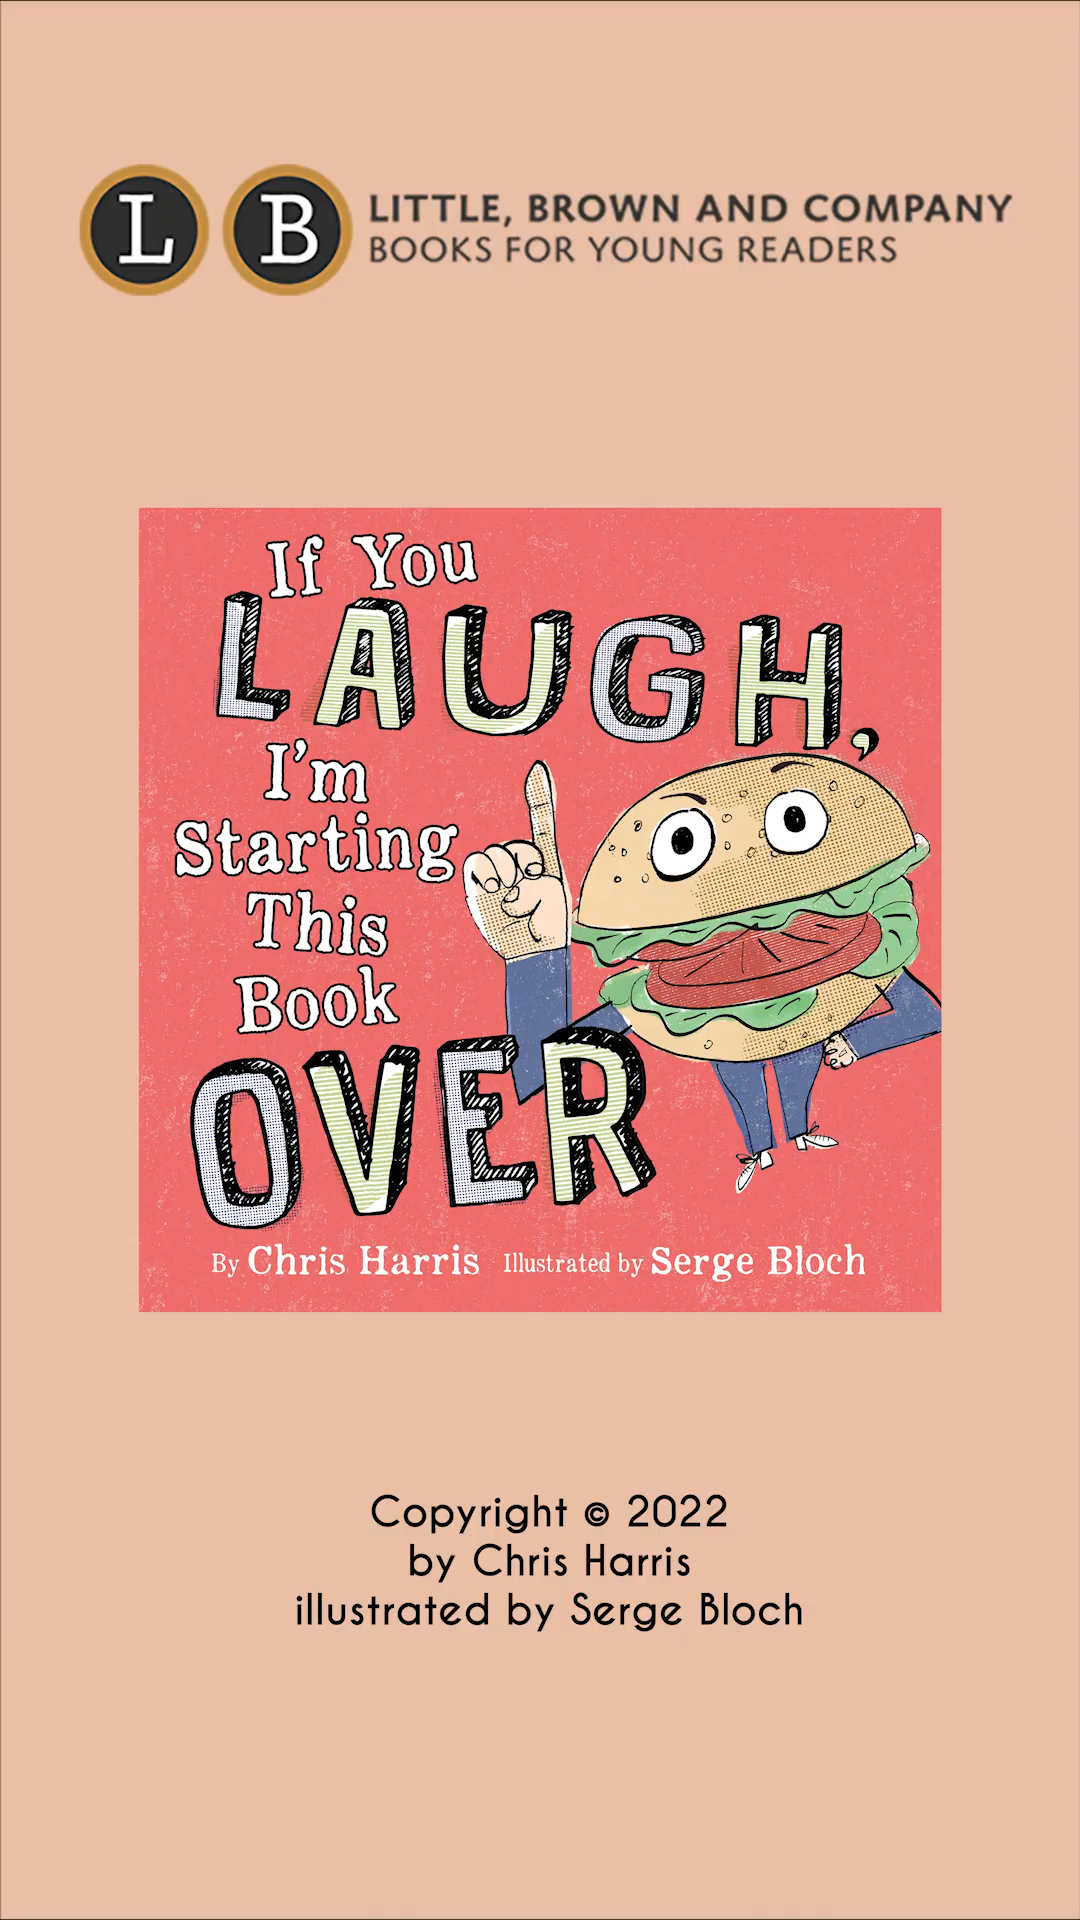 L B LITTLE, BROWN AND COMPANY
BOOKS FOR YOUNG READERS
If You
LAUGH,
I'm
Starting
This
Book
OVER
By Chris Harris Illustrated by Serge Bloch
Copyright © 2022
by Chris Harris
illustrated by Serge Bloch